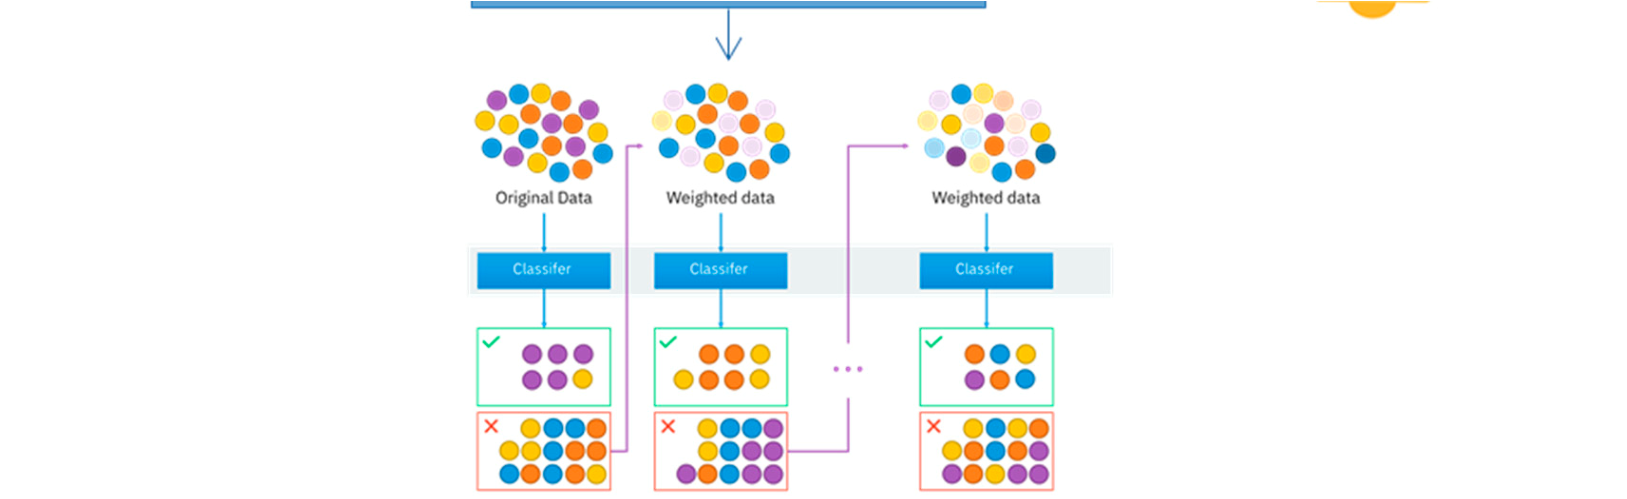 Original Data
Weighted data
Weighted data
Classifer
Classifer
Classifer